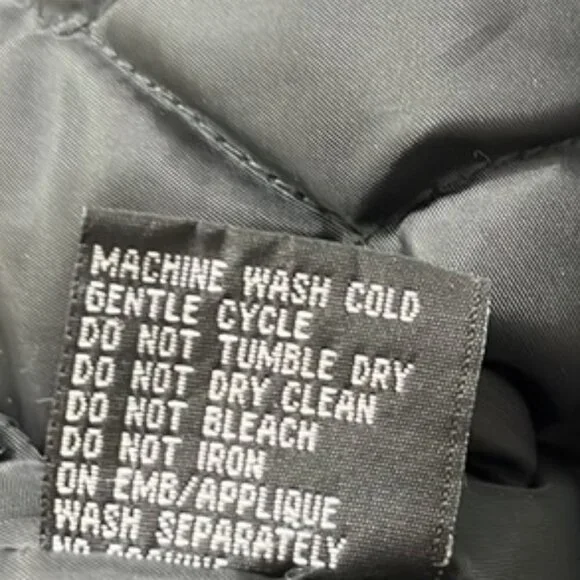 MACHINE WASH COLD
GENTLE CYCLE
DO NOT TUMBLE DRY
DO NOT DRY CLEAN
DO NOT BLEACH
DO NOT IRON
ON EMB/APPLIQUE
WASH SEPARATELY
NO